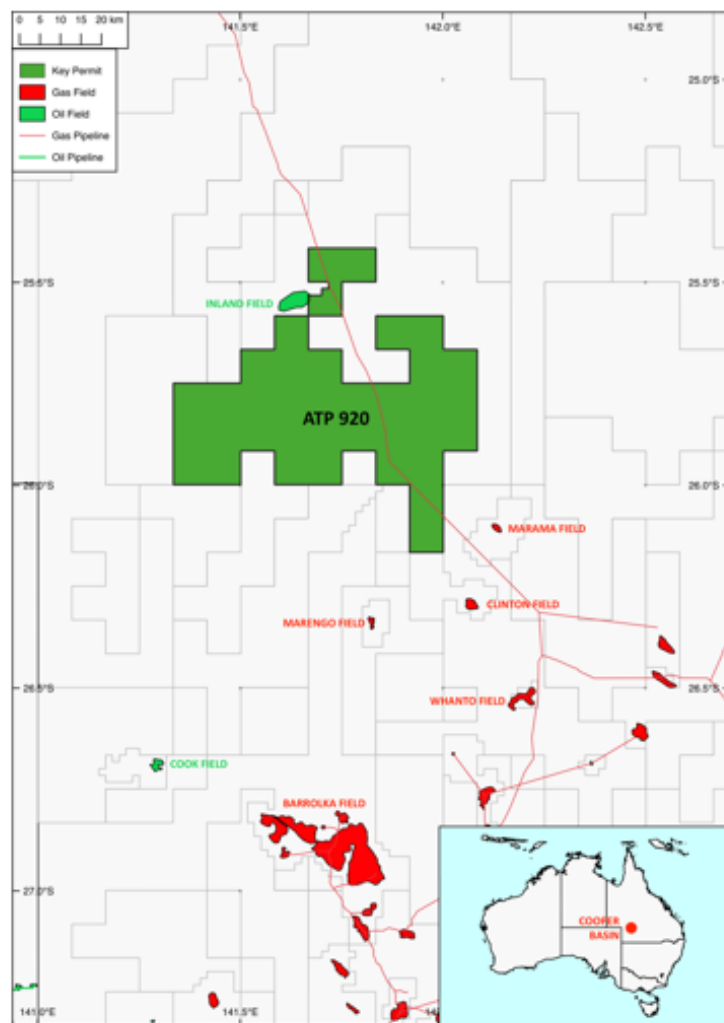 0 5 10 15 20 km
141.5°E
142.0°E
142.5°E
Key Permit
Gas Field
Oil Field
Gas Pipeline
Oil Pipeline
25.0°S
25.5°S
25.5°S
INLAND FIELD
ATP 920
26.0°S
26.0°S
MARAMA FIELD
CLINTON FIELD
MARENGO FIELD
26.5°S
26.5°S
WHANTO FIELD
COOK FIELD
BARROLKA FIELD
27.0°S
COOPER
BASIN
141.0°E
141.5°E